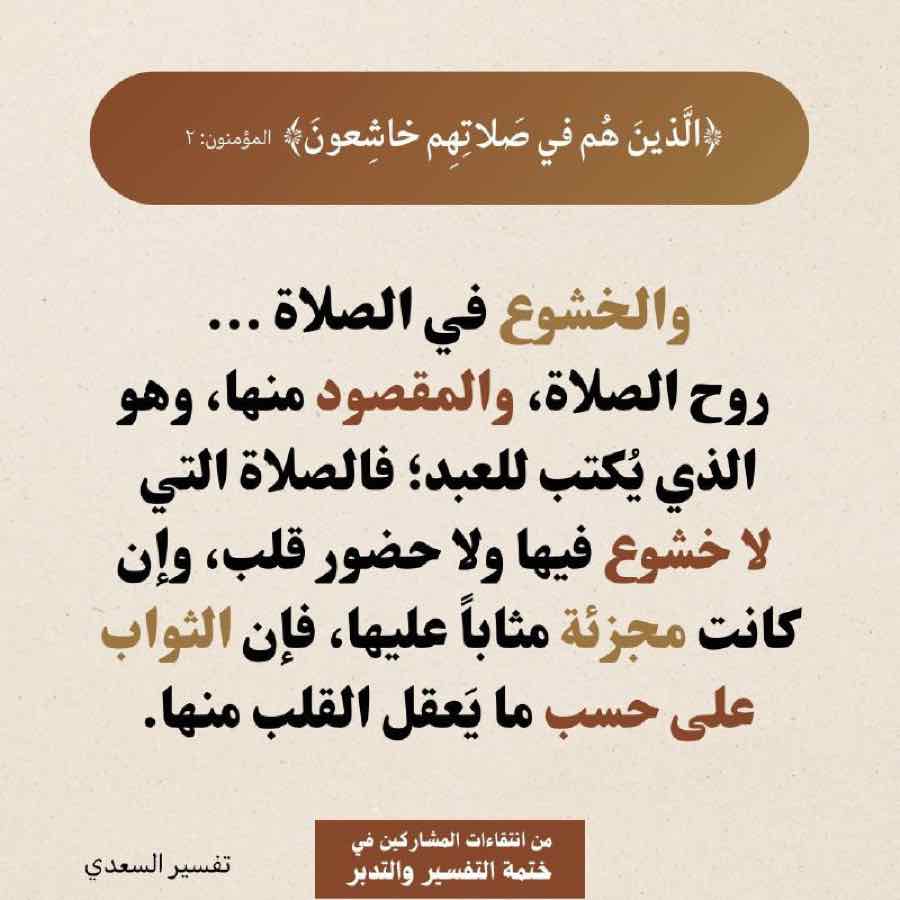 ﴿الَّذينَ هُم في صَلاتِهِم خاشِعونَ﴾ المؤمنون: ٢
والخشوع في الصلاة ...
روح الصلاة، والمقصود منها، وهو
الذي يُكتب للعبد؛ فالصلاة التي
لا خشوع فيها ولا حضور قلب، وإن
كانت مجزئة مثاباً عليها، فإن الثواب
على حسب ما يَعقل القلب منها.
من انتقاءات المشاركين في
ختمة التفسير والتدبر
تفسير السعدي